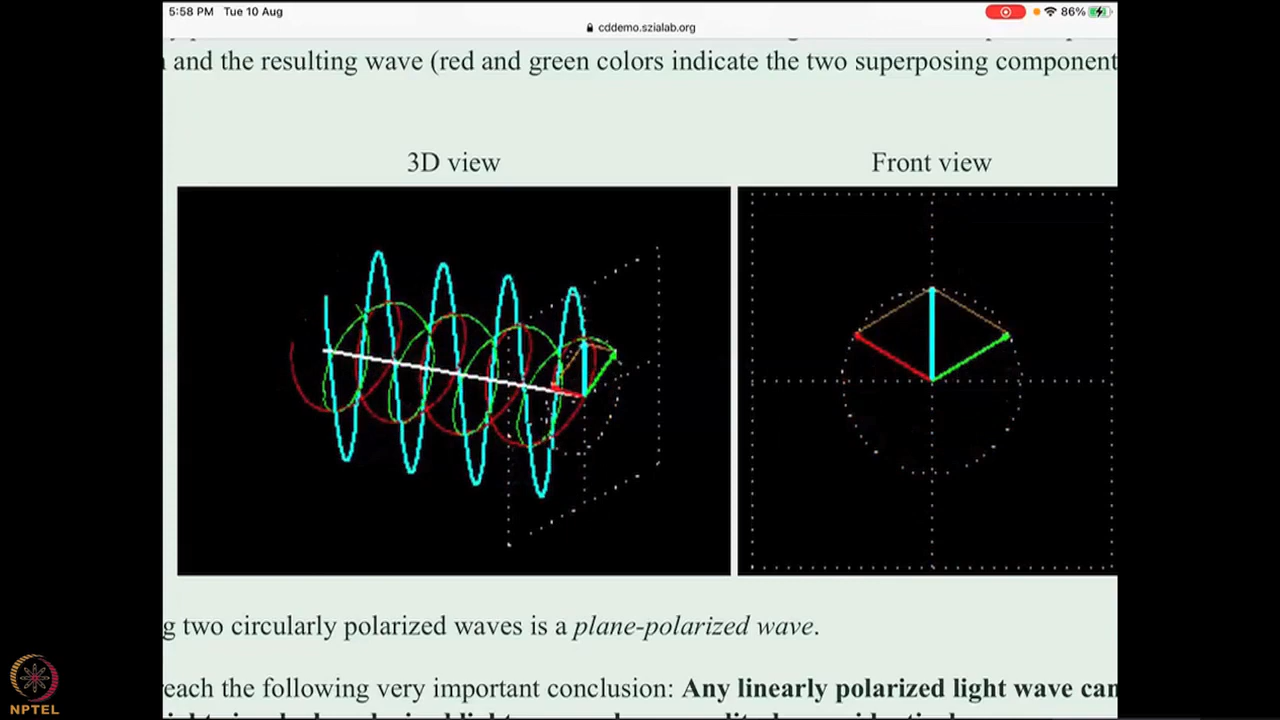 5:58 PM Tue 10 Aug
86%
cddemo.szialab.org
and the resulting wave (red and green colors indicate the two superposing component
3D view
Front view
g two circularly polarized waves is a plane-polarized wave.
each the following very important conclusion: Any linearly polarized light wave can
NPTEL